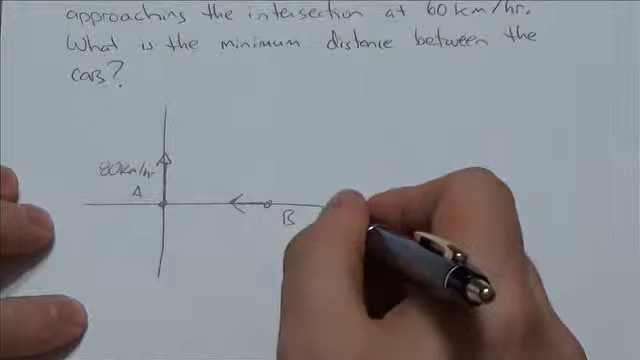 approaching the intersection at 60 km/hr.
What is the minimum distance between the
cars?
80km/hr
A
B